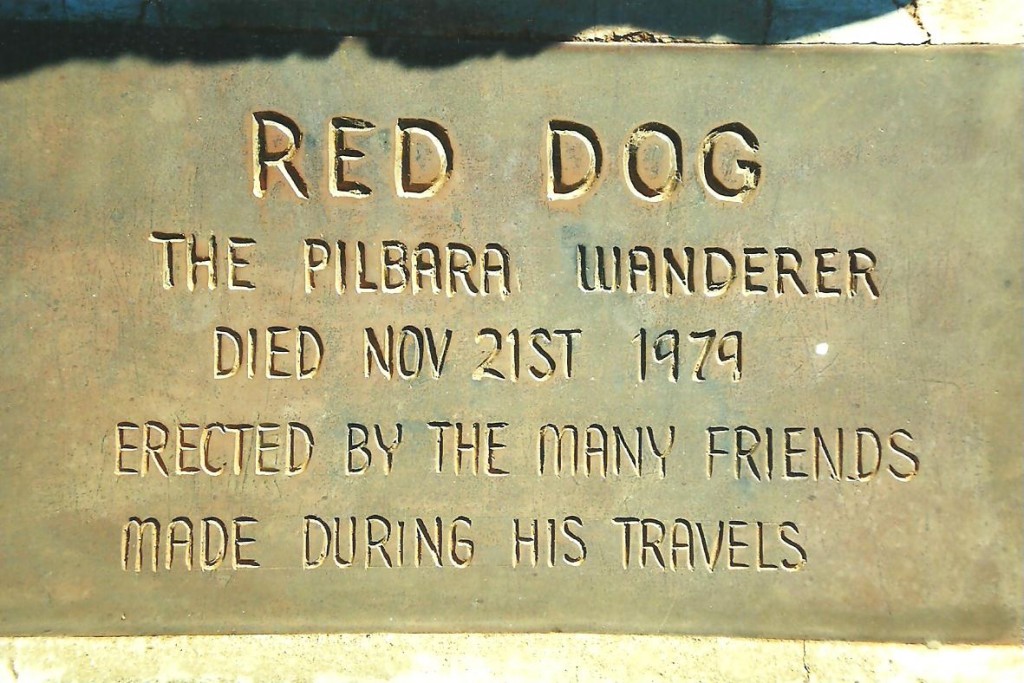 RED DOG
THE PILBARA WANDERER
DIED NOV 21ST 1979
ERECTED BY THE MANY FRIENDS
MADE DURING HIS TRAVELS